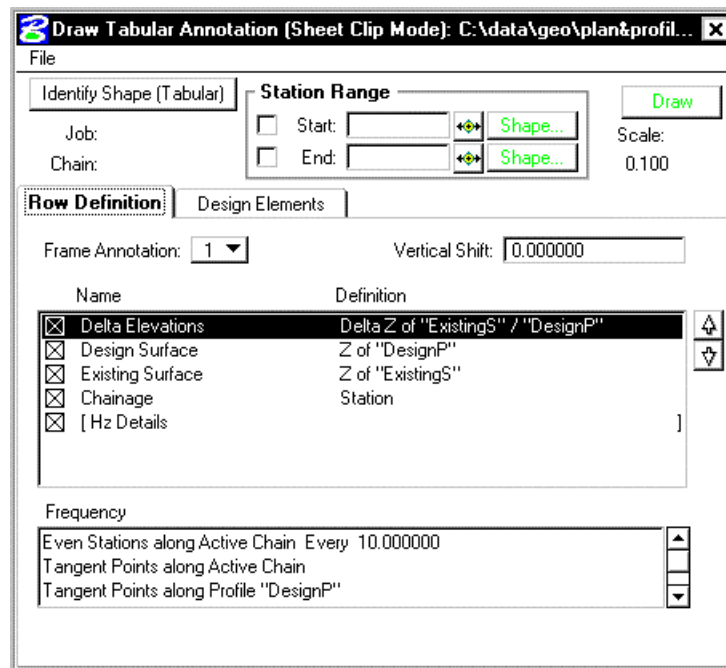 Draw Tabular Annotation (Sheet Clip Mode): C:\data\geo\plan&profil...
File
Identify Shape (Tabular)
Station Range
Draw
Job:
Start:
Shape...
Scale:
Chain:
End:
Shape...
0.100
Row Definition
Design Elements
Frame Annotation: 1
Vertical Shift: 0.000000
Name Definition
Delta Elevations Delta Z of "ExistingS" / "DesignP"
Design Surface Z of "DesignP"
Existing Surface Z of "ExistingS"
Chainage Station
[ Hz Details ]
Frequency
Even Stations along Active Chain Every 10.000000
Tangent Points along Active Chain
Tangent Points along Profile "DesignP"